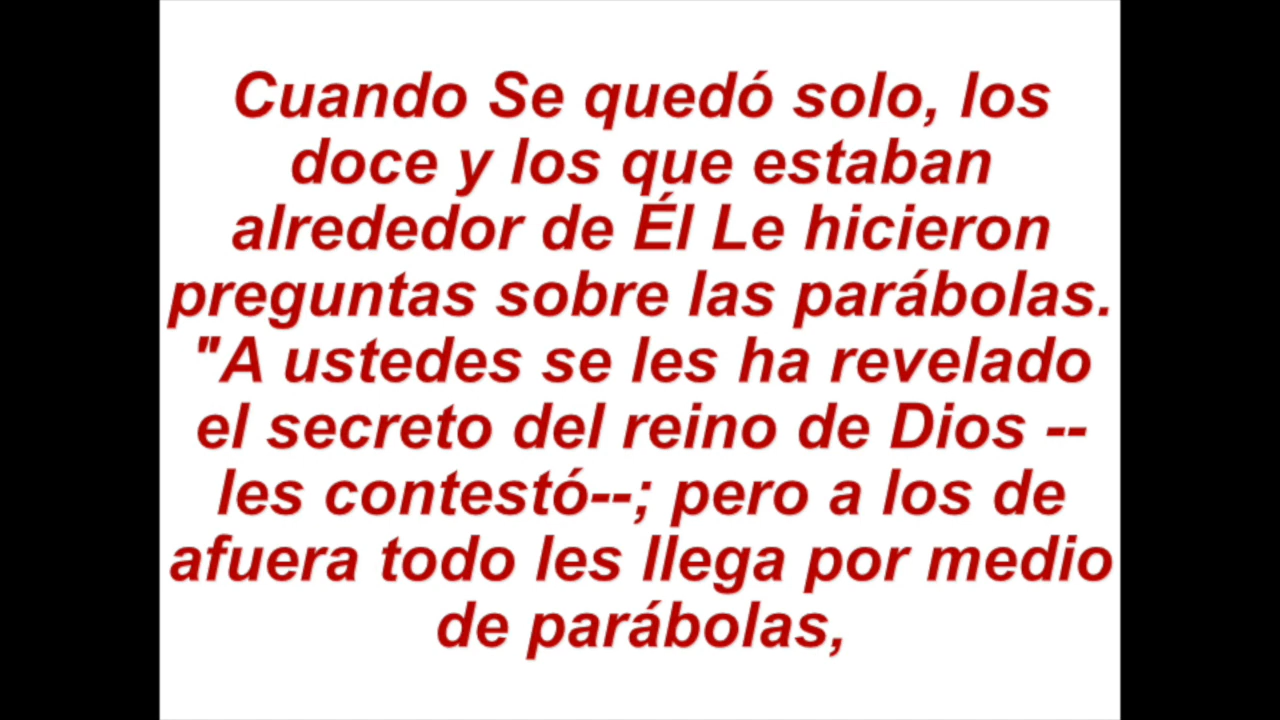 Cuando Se quedó solo, los
doce y los que estaban
alrededor de Él Le hicieron
preguntas sobre las parábolas.
"A ustedes se les ha revelado
el secreto del reino de Dios --
les contestó--; pero a los de
afuera todo les llega por medio
de parábolas,